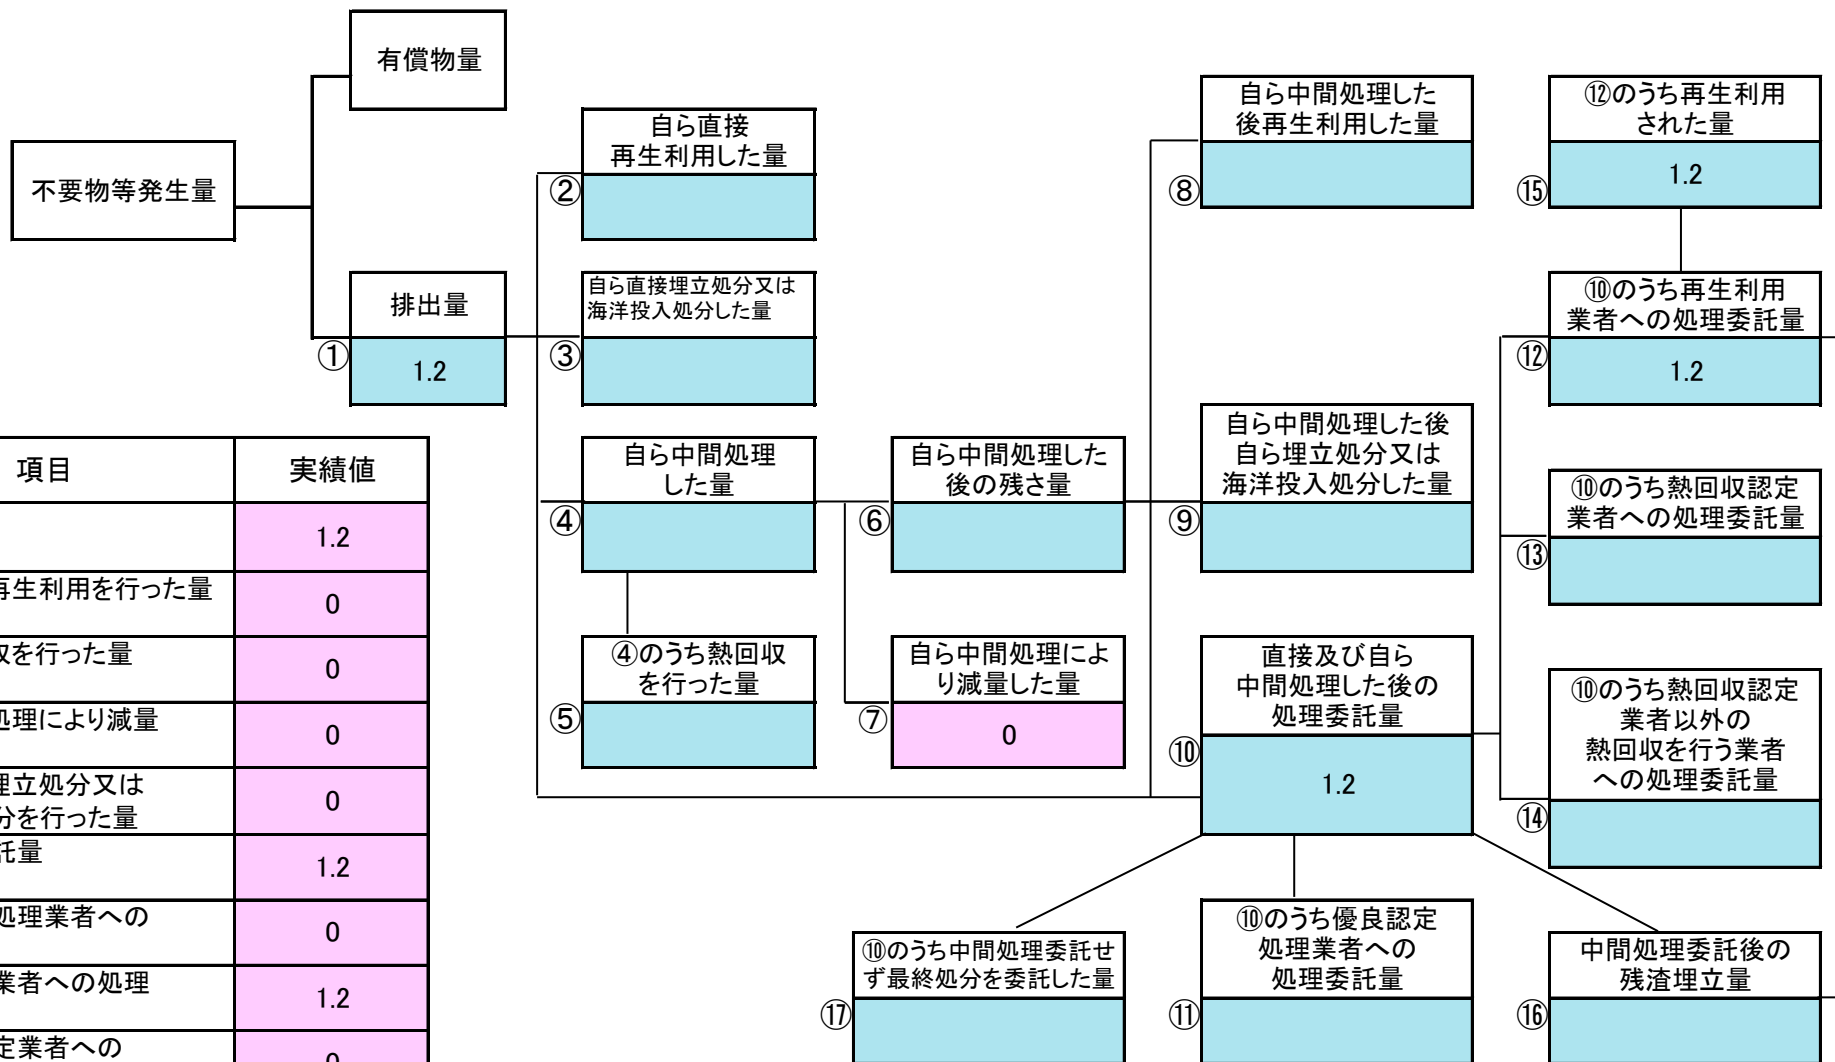 有償物量
不要物等発生量
排出量
①
1.2
自ら直接
再生利用した量
②
自ら直接埋立処分又は
海洋投入処分した量
③
自ら中間処理
した量
④
④のうち熱回収
を行った量
⑤
自ら中間処理した
後の残さ量
⑥
自ら中間処理によ
り減量した量
⑦
0
自ら中間処理した
後再生利用した量
⑧
自ら中間処理した後
自ら埋立処分又は
海洋投入処分した量
⑨
直接及び自ら
中間処理した後の
処理委託量
⑩
1.2
⑫のうち再生利用
された量
⑮
1.2
⑩のうち再生利用
業者への処理委託量
⑫
1.2
⑩のうち熱回収認定
業者への処理委託量
⑬
⑩のうち熱回収認定
業者以外の
熱回収を行う業者
への処理委託量
⑭
⑩のうち中間処理委託せ
ず最終処分を委託した量
⑰
⑩のうち優良認定
処理業者への
処理委託量
⑪
中間処理委託後の
残渣埋立量
⑯
項目 実績値
1.2
再生利用を行った量 0
を行った量 0
処理により減量 0
埋立処分又は
分を行った量 0
託量 1.2
処理業者への 0
業者への処理 1.2
定業者への 0